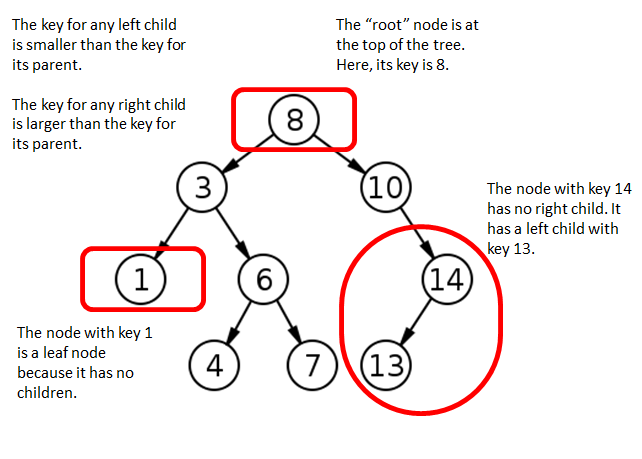 The key for any left child
is smaller than the key for
its parent.
The key for any right child
is larger than the key for
its parent.
The “root” node is at
the top of the tree.
Here, its key is 8.
8
3
10
The node with key 14
has no right child. It
has a left child with
key 13.
1
6
14
The node with key 1
is a leaf node
because it has no
children.
4
7
13